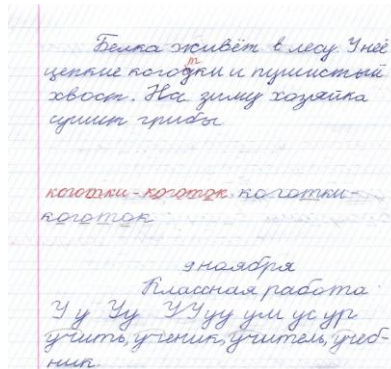 Белка живёт в лесу. У неё
цепкие когодки и пушистый
хвост. На зиму хозяйка
сушит грибы
коготки - коготок коготки -
коготок
9 ноября
Классная работа.
У у Уу УУуу ум ус ур
учить, ученик, учитель, учеб-
ник.